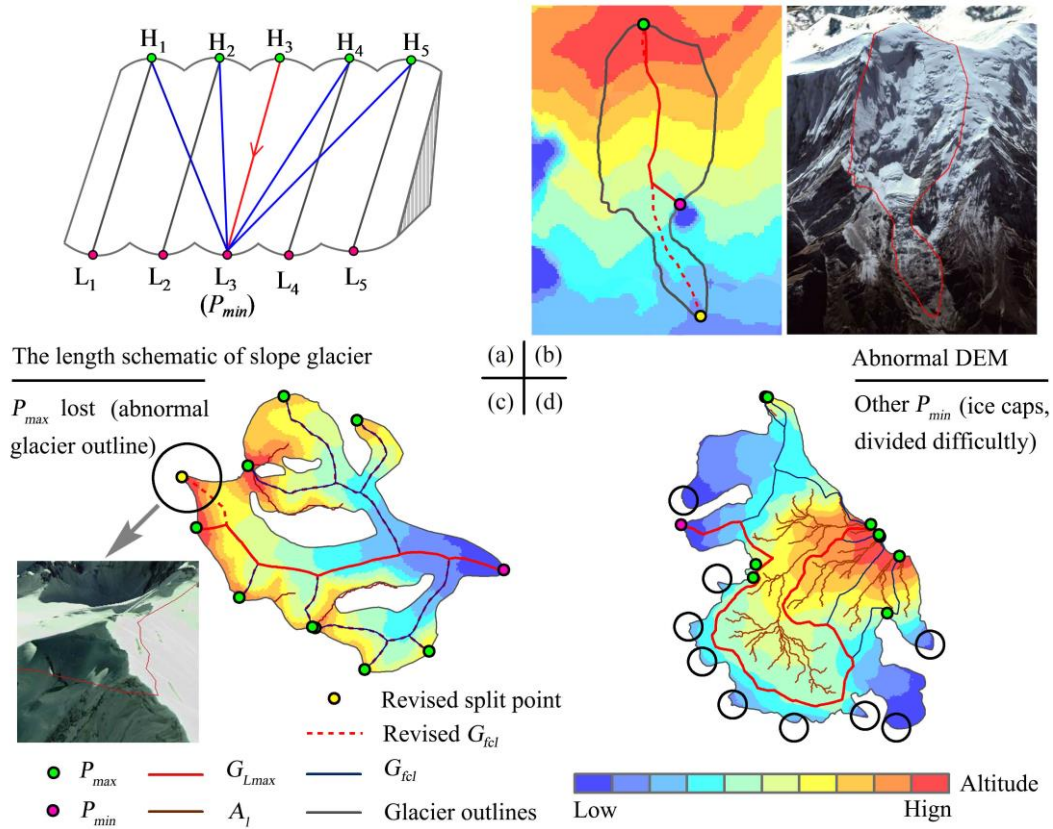 H1 H2 H3 H4 H5
L1 L2 L3 L4 L5
(Pmin)
The length schematic of slope glacier
(a) (b)
(c) (d)
Abnormal DEM
Pmax lost (abnormal
glacier outline)
Other Pmin (ice caps,
divided difficultly)
Revised split point
Revised Gfcl
Pmax GLmax Gfcl
Pmin Al Glacier outlines
Altitude
Low Hign